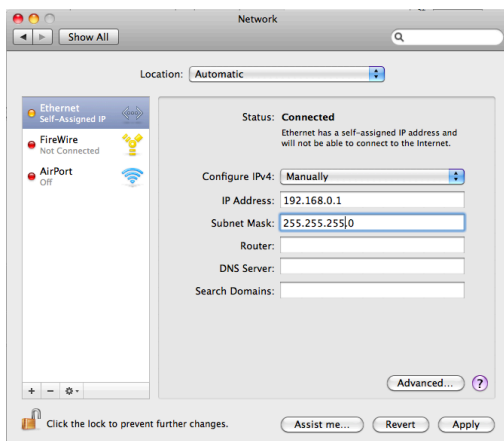 Network
Show All
Location: Automatic
Ethernet
Self-Assigned IP
FireWire
Not Connected
AirPort
Off
Status: Connected
Ethernet has a self-assigned IP address and
will not be able to connect to the Internet.
Configure IPv4: Manually
IP Address: 192.168.0.1
Subnet Mask: 255.255.255.0
Router:
DNS Server:
Search Domains:
Advanced... ?
Click the lock to prevent further changes.
Assist me... Revert Apply